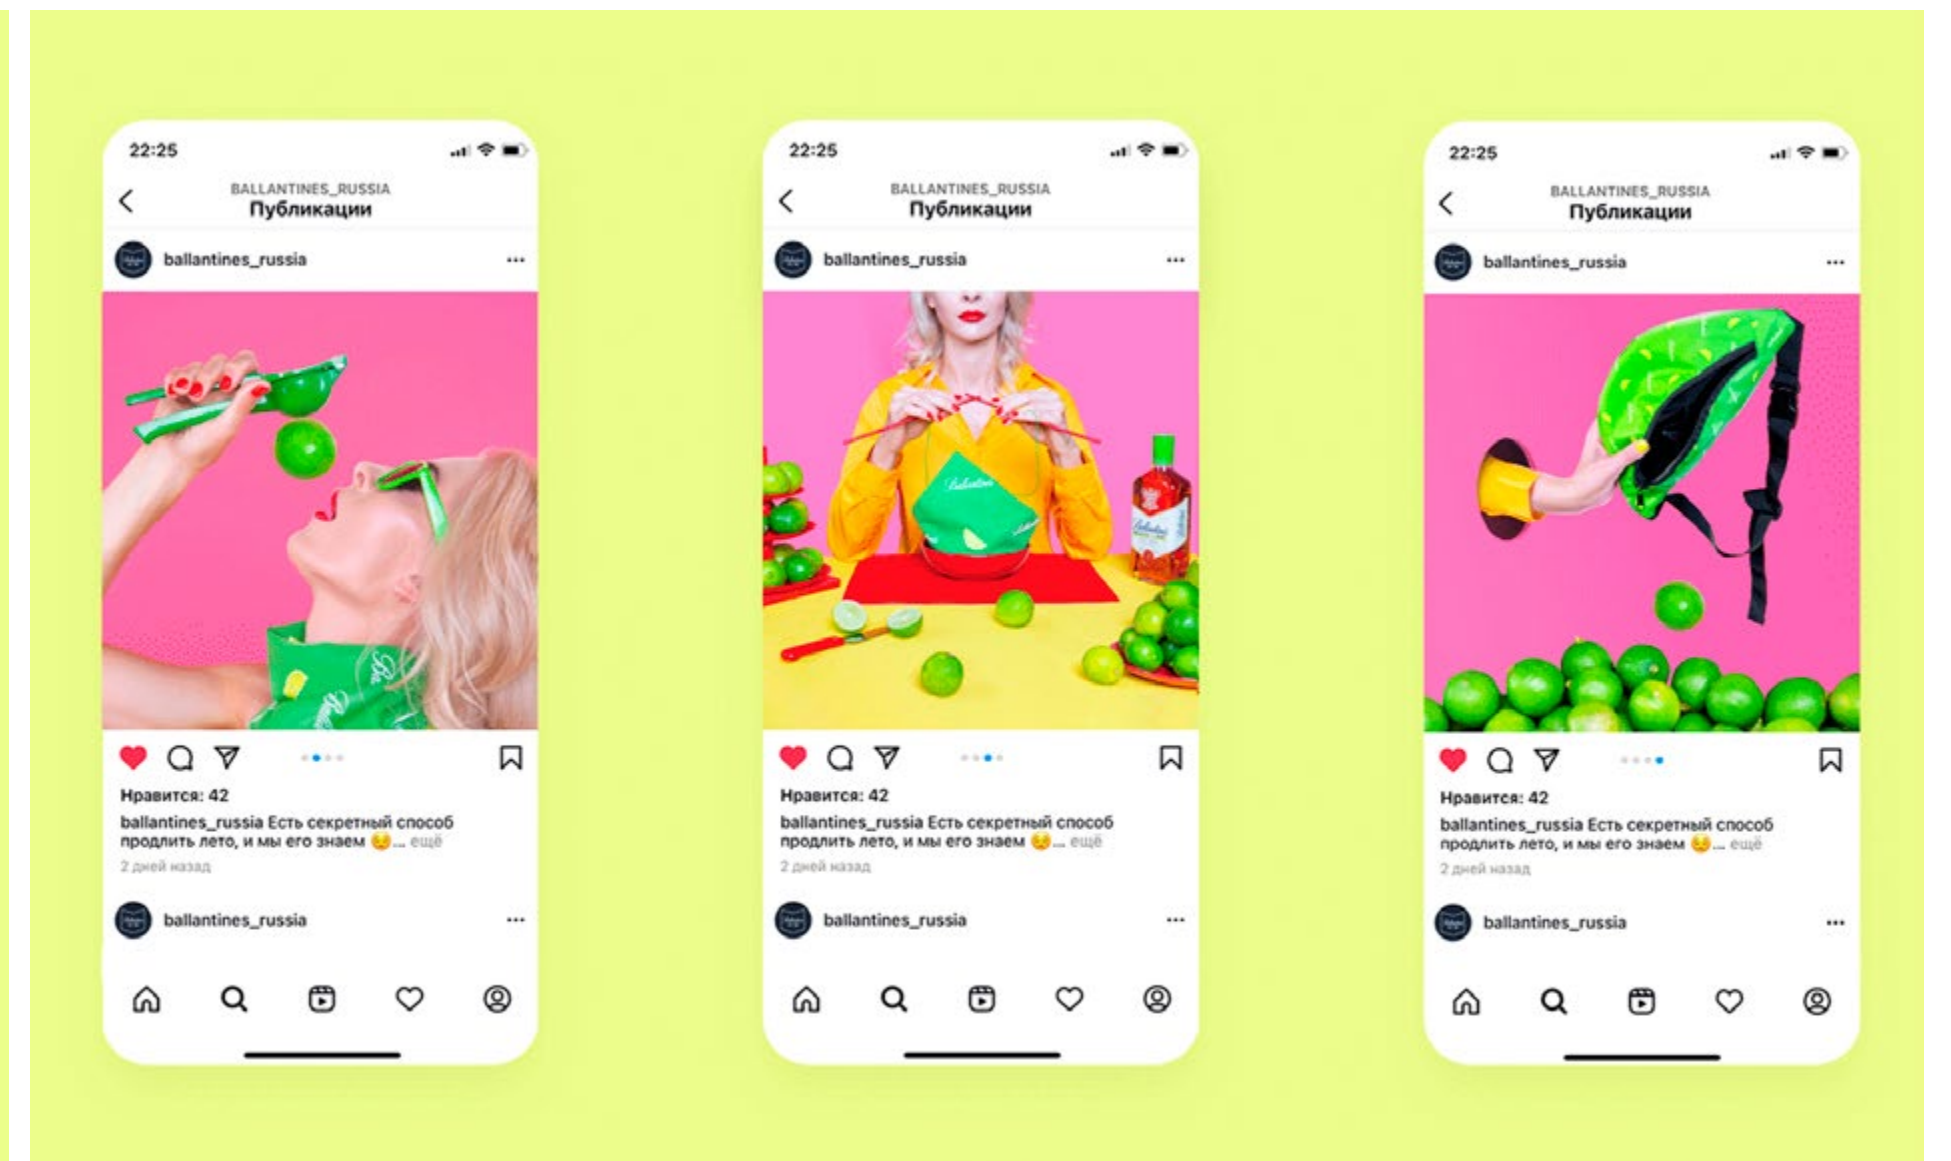 22:25
BALLANTINES_RUSSIA
Публикации
ballantines_russia
Нравится: 42
ballantines_russia Есть секретный способ
продлить лето, и мы его знаем 😔... ещё
2 дней назад
ballantines_russia
22:25
BALLANTINES_RUSSIA
Публикации
ballantines_russia
Ballantine's
Ballantine's
Нравится: 42
ballantines_russia Есть секретный способ
продлить лето, и мы его знаем 😔... ещё
2 дней назад
ballantines_russia
22:25
BALLANTINES_RUSSIA
Публикации
ballantines_russia
Нравится: 42
ballantines_russia Есть секретный способ
продлить лето, и мы его знаем 😔... ещё
2 дней назад
ballantines_russia